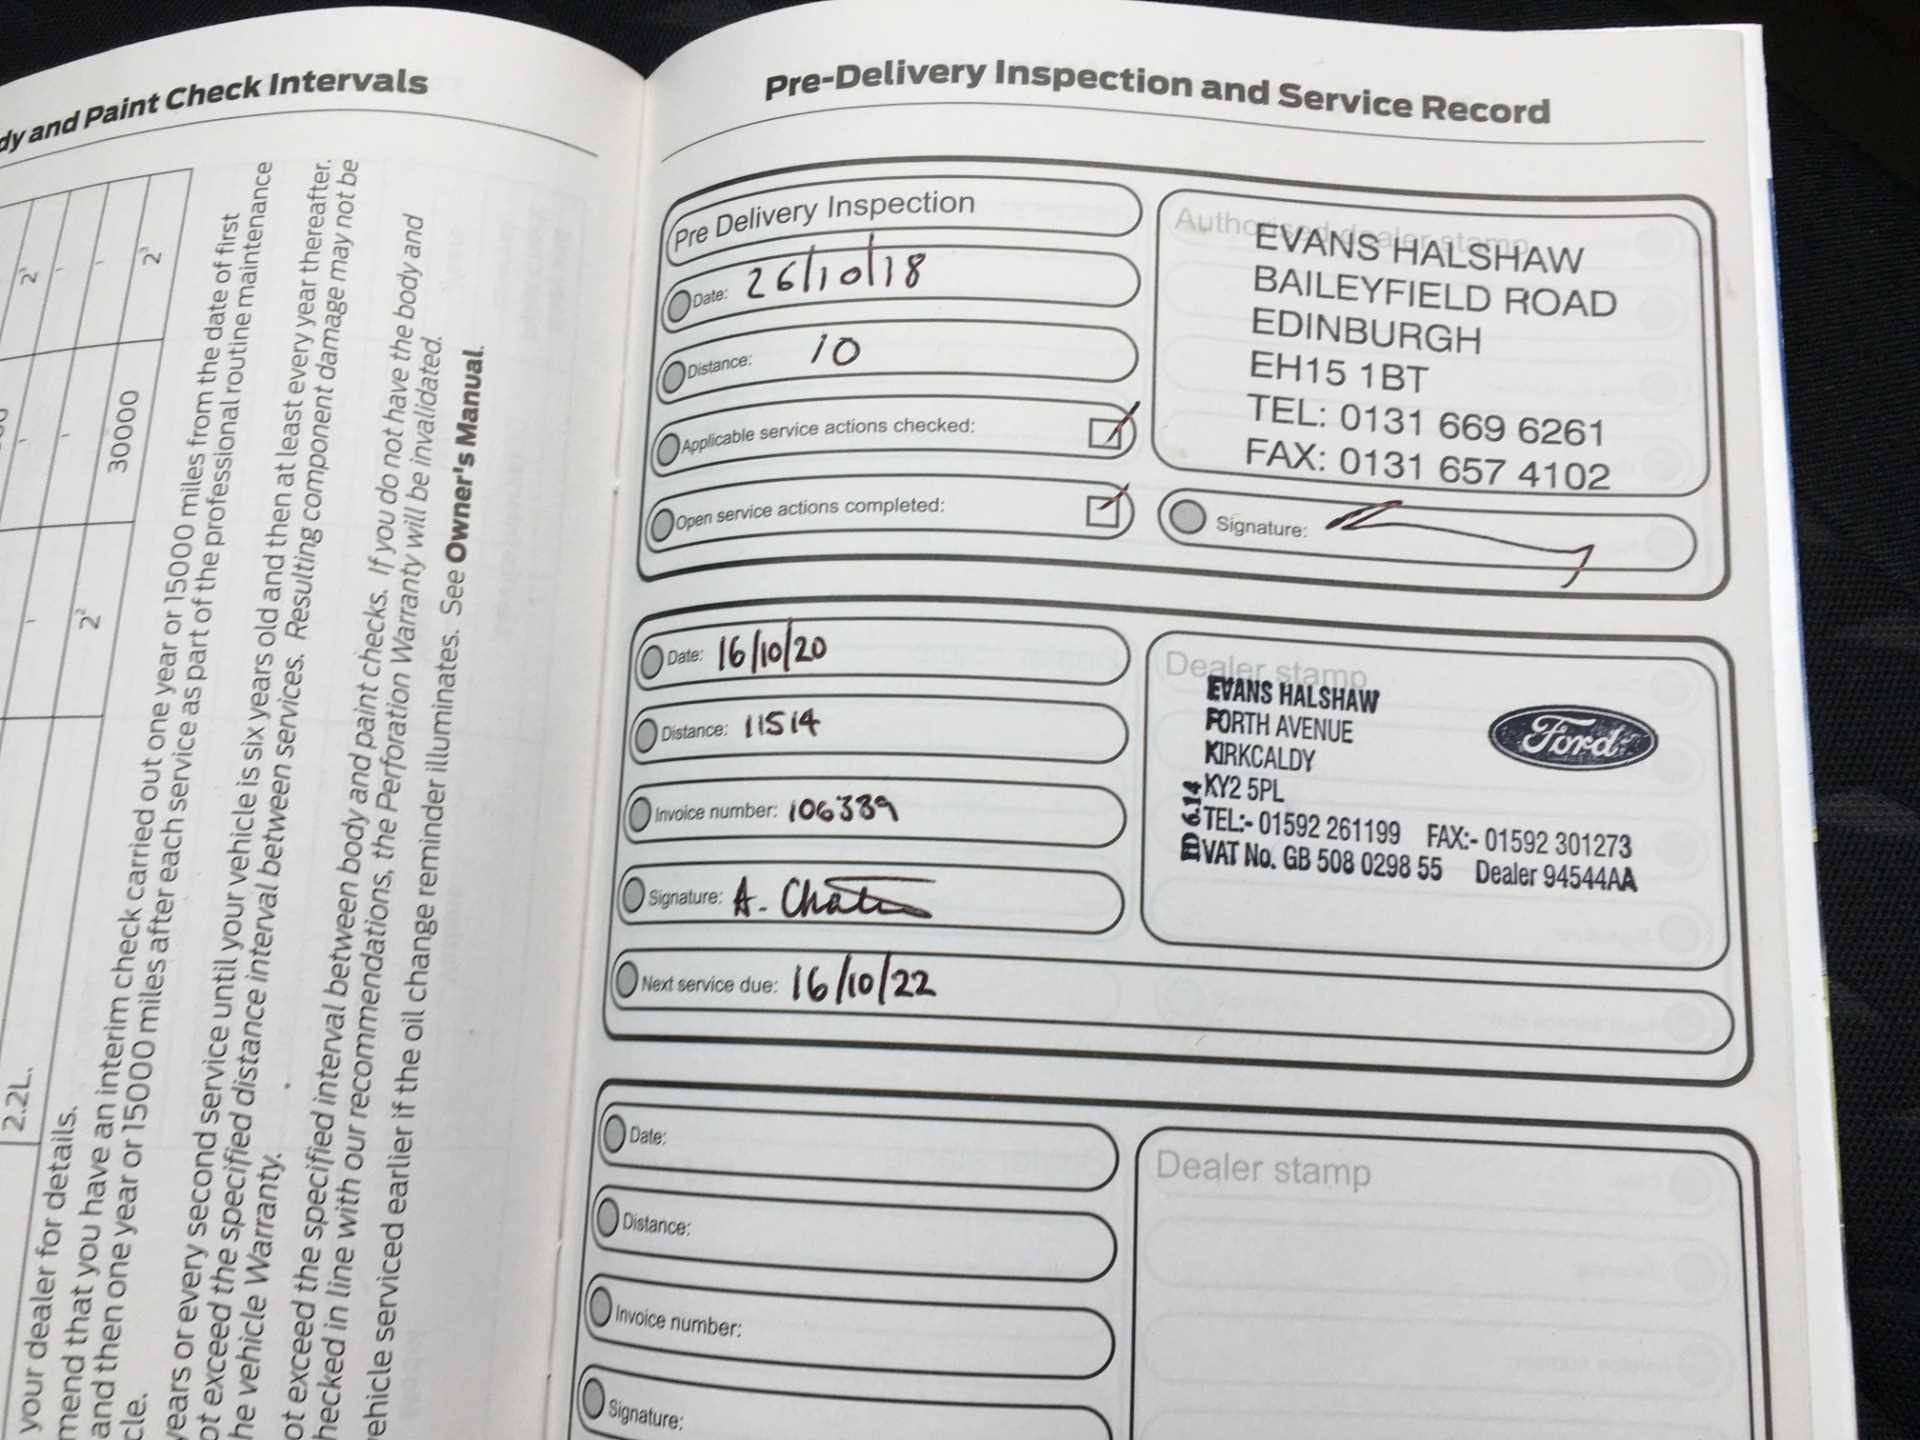 dy and Paint Check Intervals
2³
2³
30000
2²
2.2L.
your dealer for details.
mend that you have an interim check carried out one year or 15000 miles from the date of first
and then one year or 15000 miles after each service as part of the professional routine maintenance
cle.
years or every second service until your vehicle is six years old and then at least every year thereafter.
ot exceed the specified distance interval between services. Resulting component damage may not be
he vehicle Warranty.
ot exceed the specified interval between body and paint checks. If you do not have the body and
hecked in line with our recommendations, the Perforation Warranty will be invalidated.
ehicle serviced earlier if the oil change reminder illuminates. See Owner's Manual.
Pre-Delivery Inspection and Service Record
Pre Delivery Inspection
Date: 26/10/18
Distance: 10
Applicable service actions checked:
Open service actions completed:
Authorised dealer stamp
EVANS HALSHAW
BAILEYFIELD ROAD
EDINBURGH
EH15 1BT
TEL: 0131 669 6261
FAX: 0131 657 4102
Signature:
Date: 16/10/20
Distance: 11514
Invoice number: 106389
Signature: A.
Next service due: 16/10/22
Dealer stamp
EVANS HALSHAW
FORTH AVENUE
KIRKCALDY
KY2 5PL
TEL:- 01592 261199 FAX:- 01592 301273
VAT No. GB 508 0298 55 Dealer 94544AA
6.14
Ford
Date:
Distance:
Invoice number:
Signature:
Dealer stamp